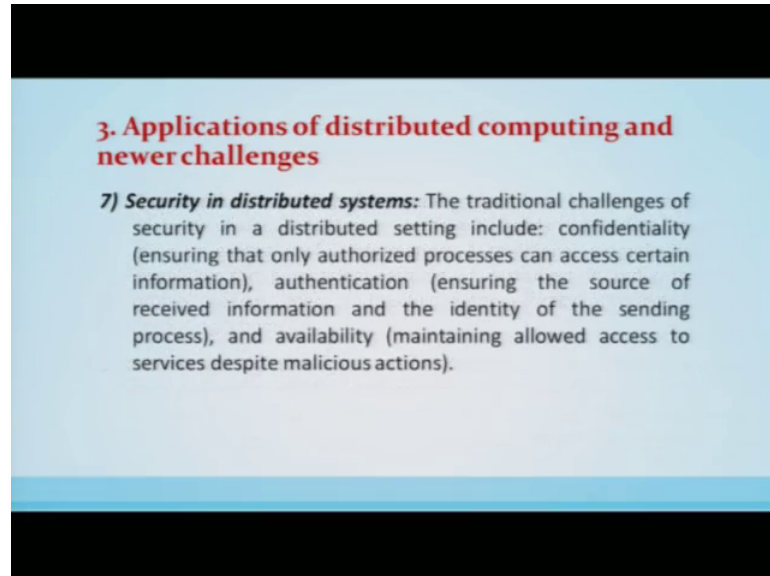 3. Applications of distributed computing and
newer challenges
7) Security in distributed systems: The traditional challenges of
security in a distributed setting include: confidentiality
(ensuring that only authorized processes can access certain
information), authentication (ensuring the source of
received information and the identity of the sending
process), and availability (maintaining allowed access to
services despite malicious actions).